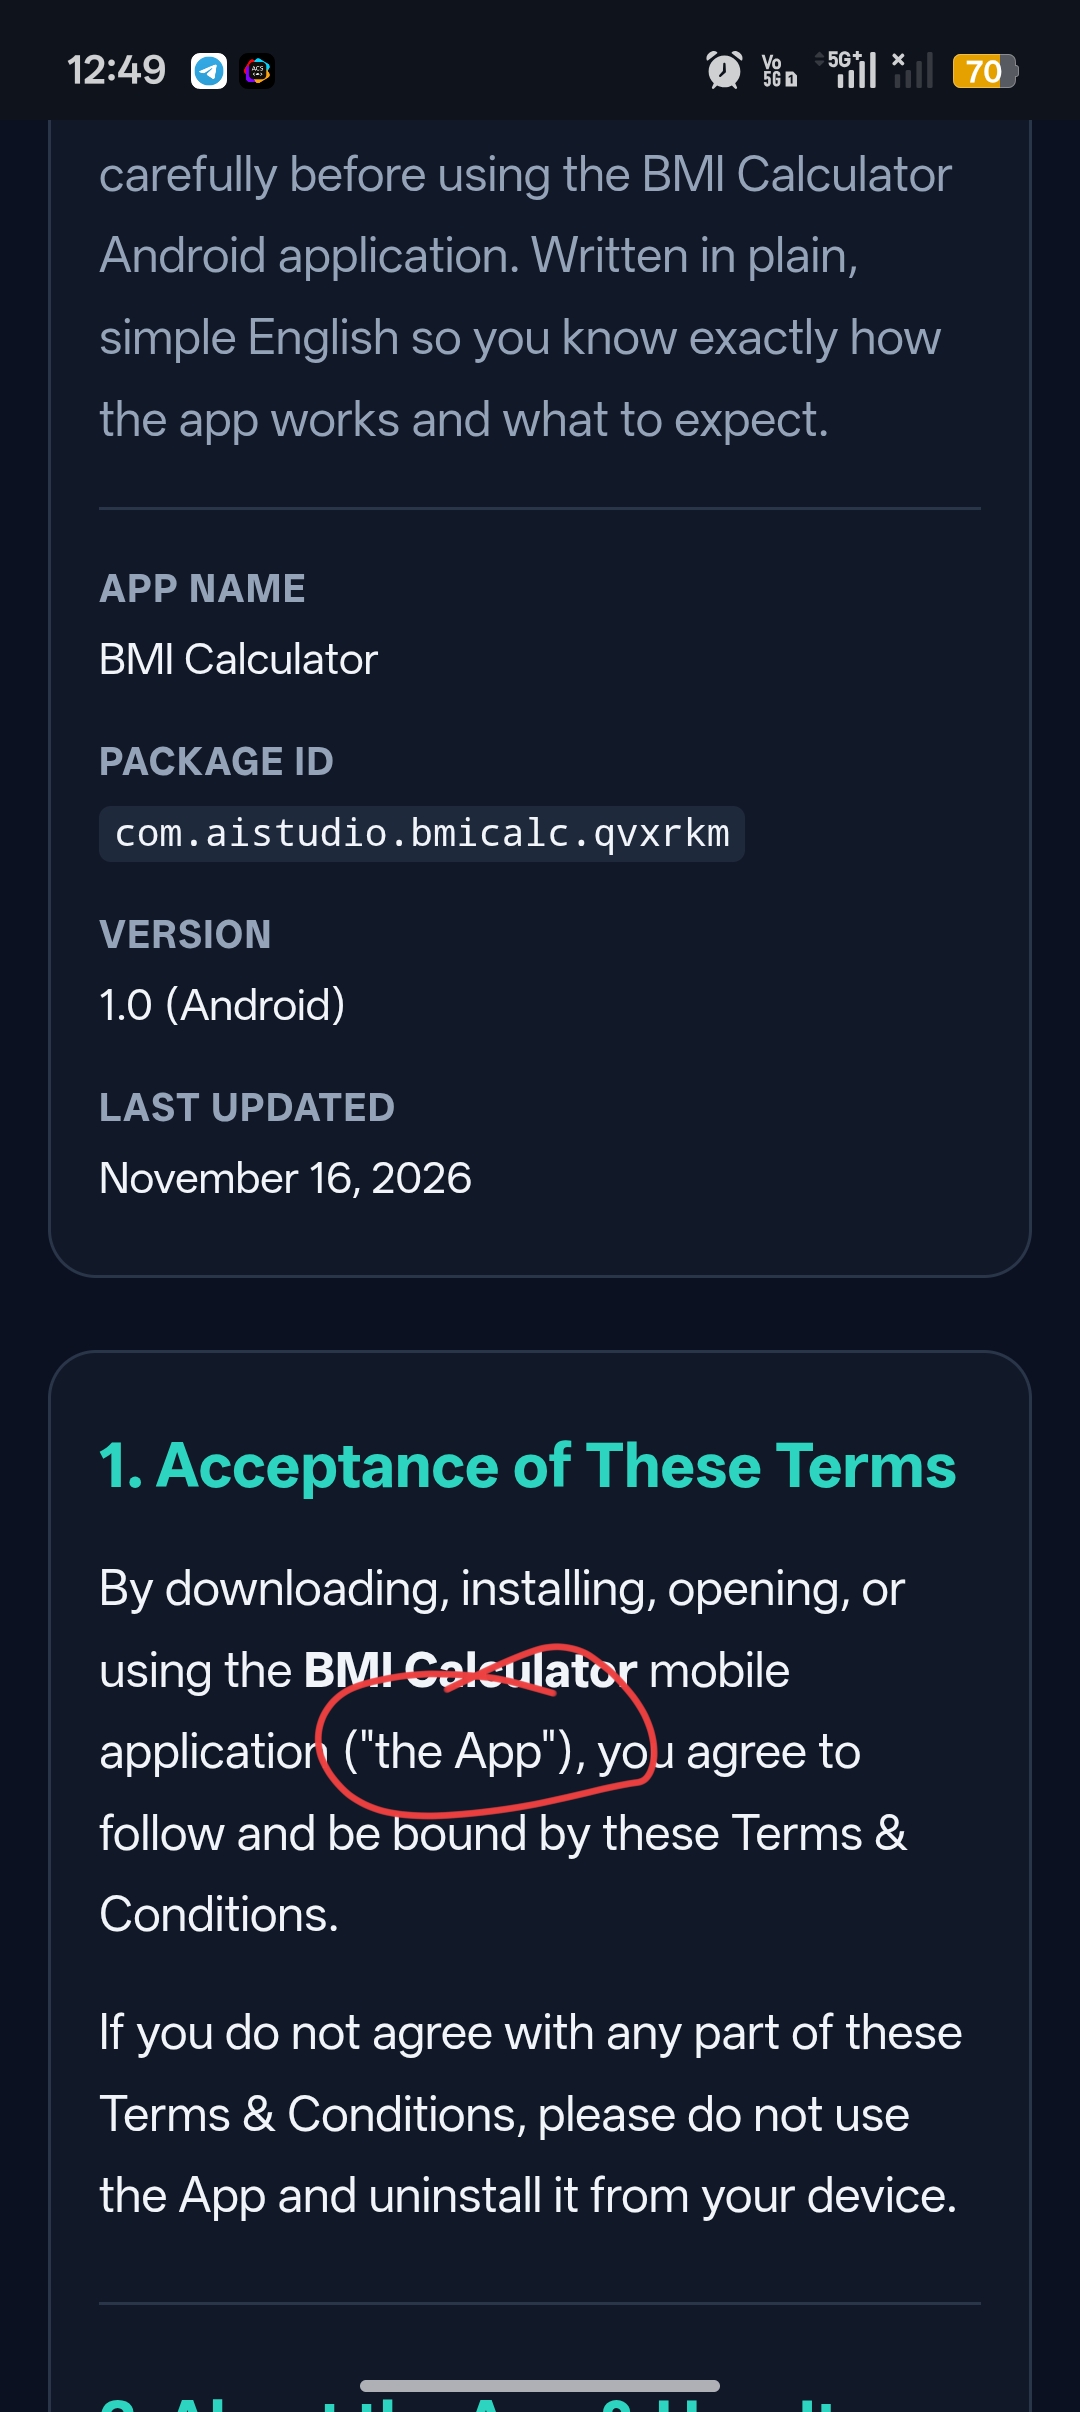 12:49
Vo 5G 1 5G+ 70
carefully before using the BMI Calculator
Android application. Written in plain,
simple English so you know exactly how
the app works and what to expect.
APP NAME
BMI Calculator
PACKAGE ID
com.aistudio.bmicalc.qvxrkm
VERSION
1.0 (Android)
LAST UPDATED
November 16, 2026
1. Acceptance of These Terms
By downloading, installing, opening, or
using the BMI Calculator mobile
application ("the App"), you agree to
follow and be bound by these Terms &
Conditions.
If you do not agree with any part of these
Terms & Conditions, please do not use
the App and uninstall it from your device.